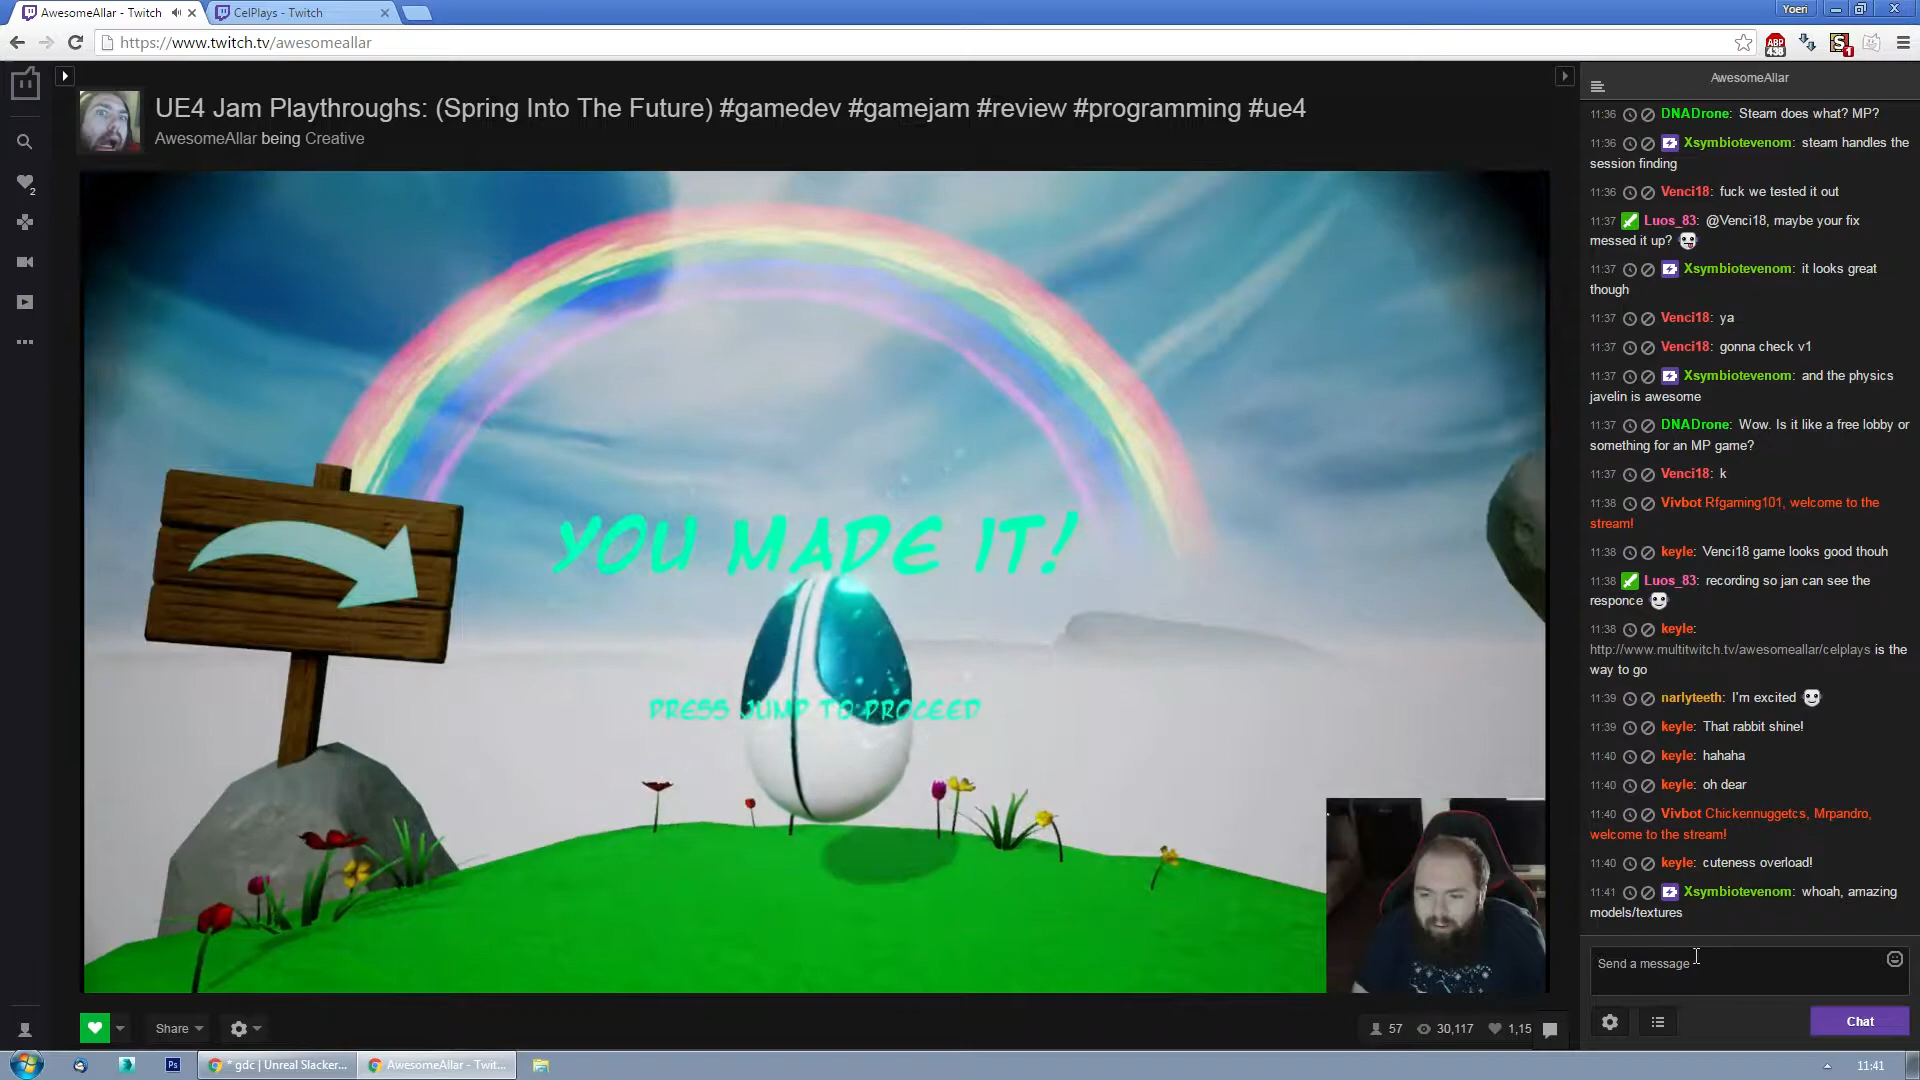 AwesomeAllar - Twitch
CelPlays - Twitch
Yoeri
https://www.twitch.tv/awesomeallar
ABP
438
S
1
UE4 Jam Playthroughs: (Spring Into The Future) #gamedev #gamejam #review #programming #ue4
AwesomeAllar being Creative
2
YOU MADE IT!
PRESS JUMP TO PROCEED
Share
57
30,117
1,15
AwesomeAllar
11:36 DNADrone: Steam does what? MP?
11:36 Xsymbiotevenom: steam handles the
session finding
11:36 Venci18: fuck we tested it out
11:37 Luos_83: @Venci18, maybe your fix
messed it up?
11:37 Xsymbiotevenom: it looks great
though
11:37 Venci18: ya
11:37 Venci18: gonna check v1
11:37 Xsymbiotevenom: and the physics
javelin is awesome
11:37 DNADrone: Wow. Is it like a free lobby or
something for an MP game?
11:37 Venci18: k
11:38 Vivbot Rfgaming101, welcome to the
stream!
11:38 keyle: Venci18 game looks good thouh
11:38 Luos_83: recording so jan can see the
responce
11:38 keyle:
http://www.multitwitch.tv/awesomeallar/celplays is the
way to go
11:39 narlyteeth: I'm excited
11:39 keyle: That rabbit shine!
11:40 keyle: hahaha
11:40 keyle: oh dear
11:40 Vivbot Chickennuggetcs, Mrpandro,
welcome to the stream!
11:40 keyle: cuteness overload!
11:41 Xsymbiotevenom: whoah, amazing
models/textures
Send a message
Chat
Ps
* gdc | Unreal Slacker...
AwesomeAllar - Twit...
11:41